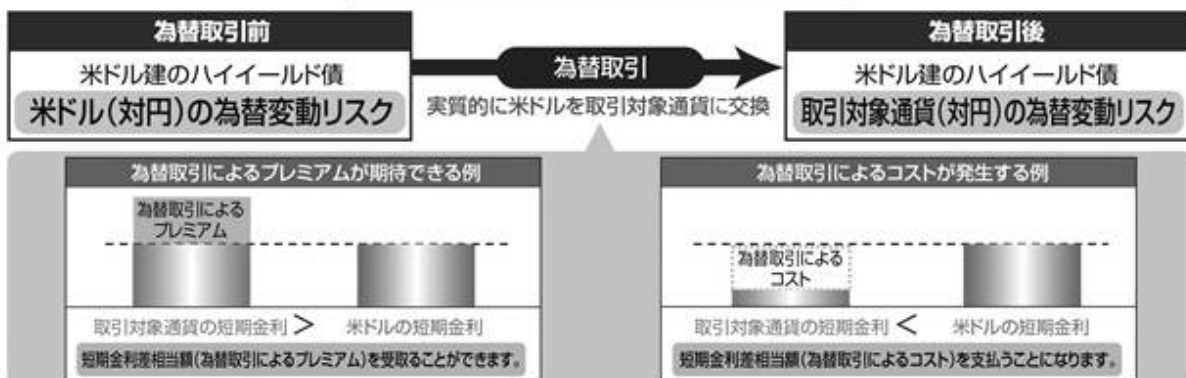 為替取引前
米ドル建のハイイールド債
米ドル(対円)の為替変動リスク
為替取引
実質的に米ドルを取引対象通貨に交換
為替取引後
米ドル建のハイイールド債
取引対象通貨(対円)の為替変動リスク
為替取引によるプレミアムが期待できる例
為替取引による
プレミアム
取引対象通貨の短期金利 > 米ドルの短期金利
短期金利差相当額(為替取引によるプレミアム)を受取ることができます。
為替取引によるコストが発生する例
為替取引による
コスト
取引対象通貨の短期金利 < 米ドルの短期金利
短期金利差相当額(為替取引によるコスト)を支払うことになります。